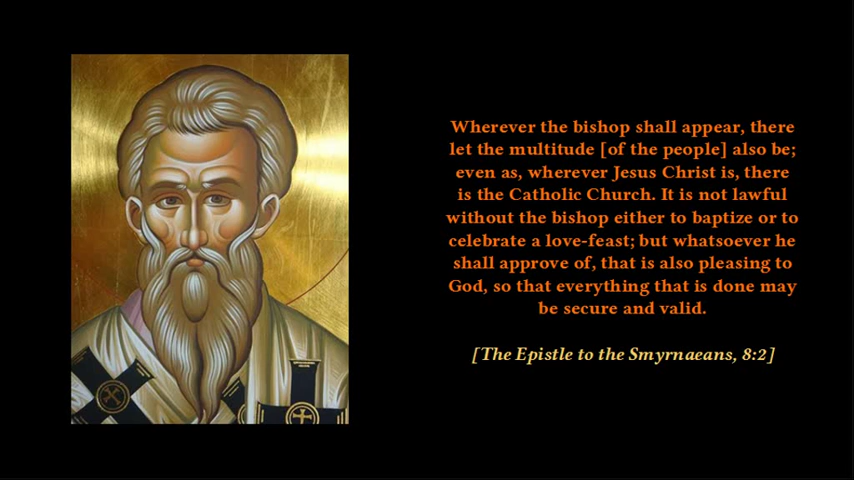 Wherever the bishop shall appear, there
let the multitude [of the people] also be;
even as, wherever Jesus Christ is, there
is the Catholic Church. It is not lawful
without the bishop either to baptize or to
celebrate a love-feast; but whatsoever he
shall approve of, that is also pleasing to
God, so that everything that is done may
be secure and valid.
[The Epistle to the Smyrnaeans, 8:2]